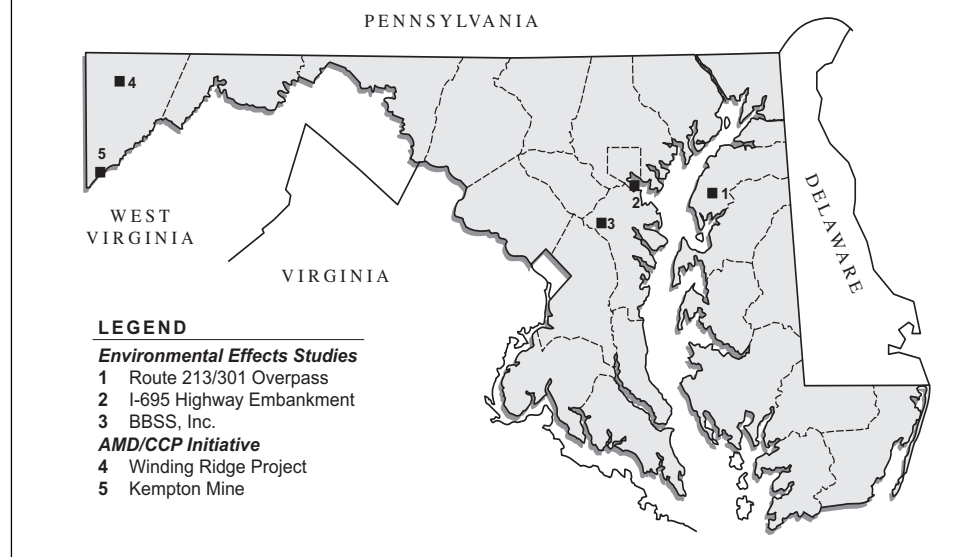 PENNSYLVANIA
4
5
1
2
3
WEST
VIRGINIA
VIRGINIA
DELAWARE
LEGEND
Environmental Effects Studies
1 Route 213/301 Overpass
2 I-695 Highway Embankment
3 BBSS, Inc.
AMD/CCP Initiative
4 Winding Ridge Project
5 Kempton Mine